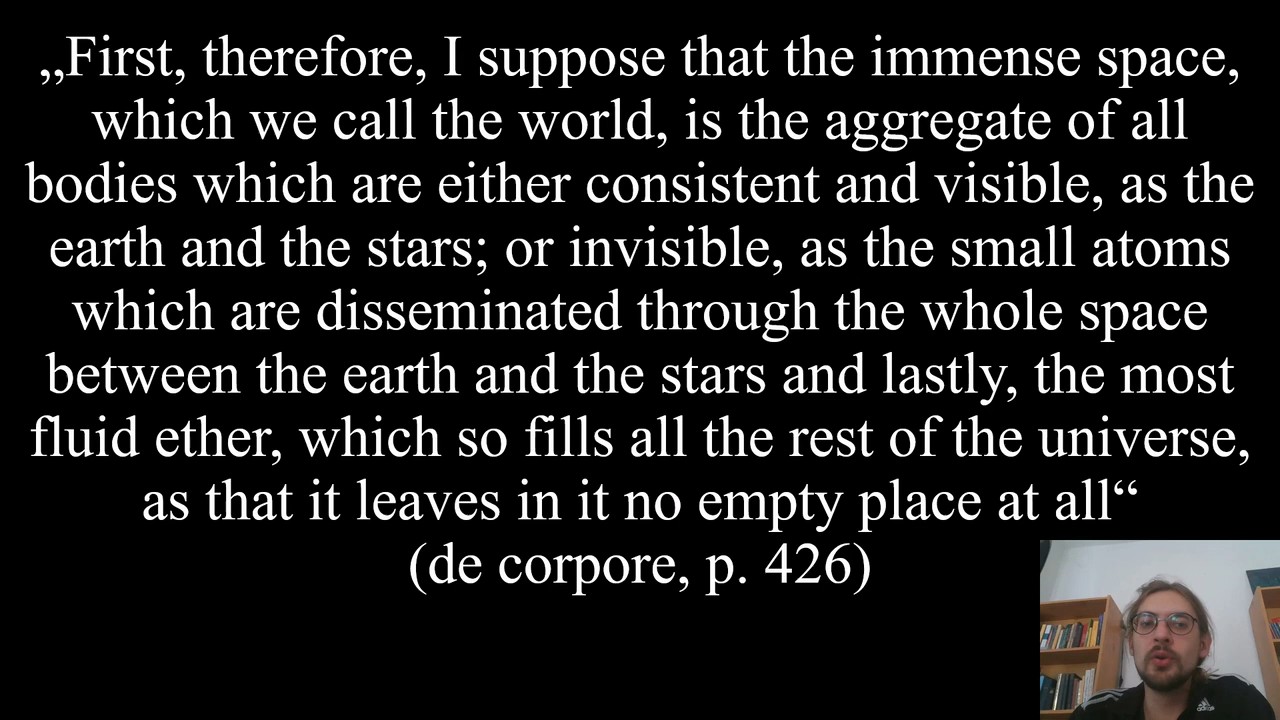 „First, therefore, I suppose that the immense space,
which we call the world, is the aggregate of all
bodies which are either consistent and visible, as the
earth and the stars; or invisible, as the small atoms
which are disseminated through the whole space
between the earth and the stars and lastly, the most
fluid ether, which so fills all the rest of the universe,
as that it leaves in it no empty place at all“
(de corpore, p. 426)